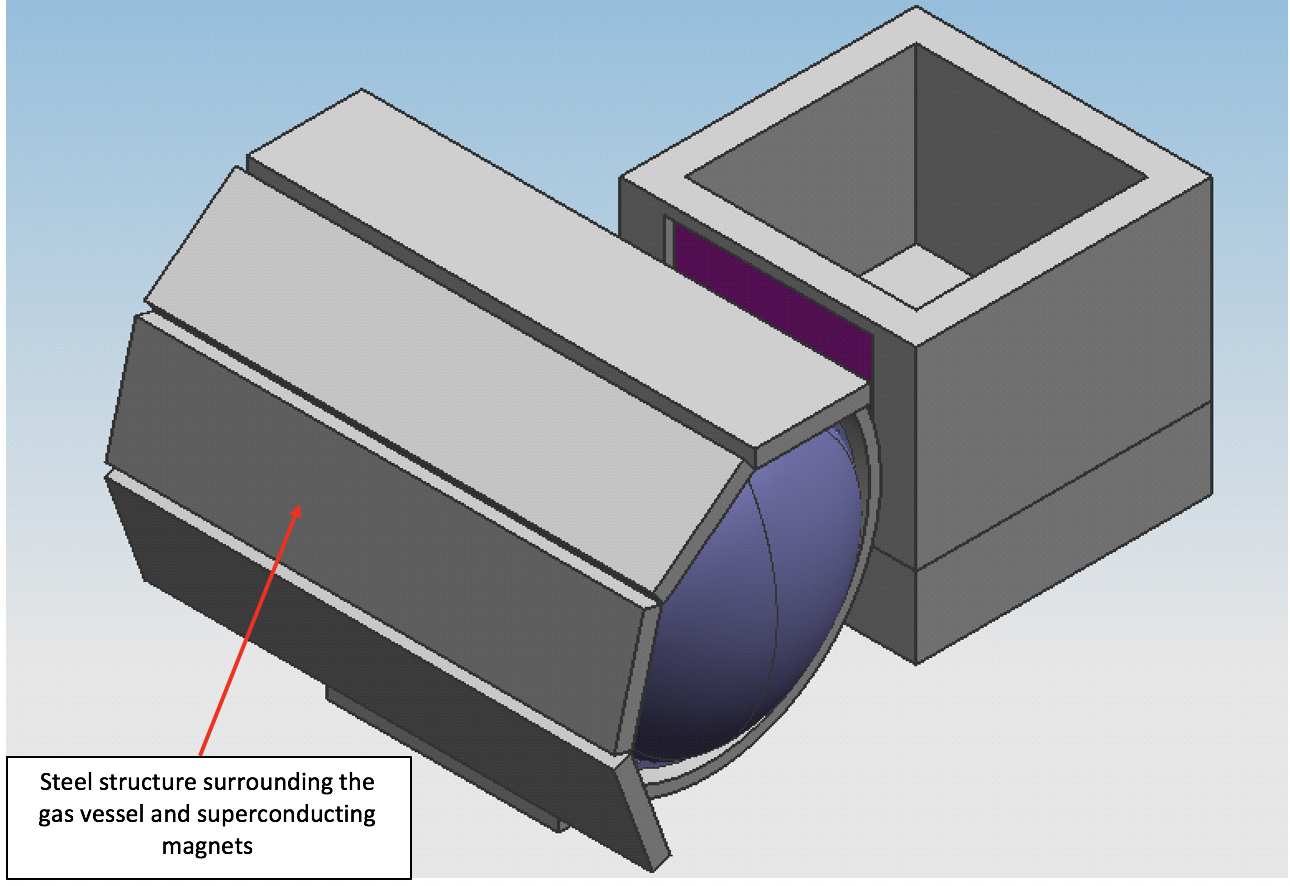 Steel structure surrounding the
gas vessel and superconducting
magnets